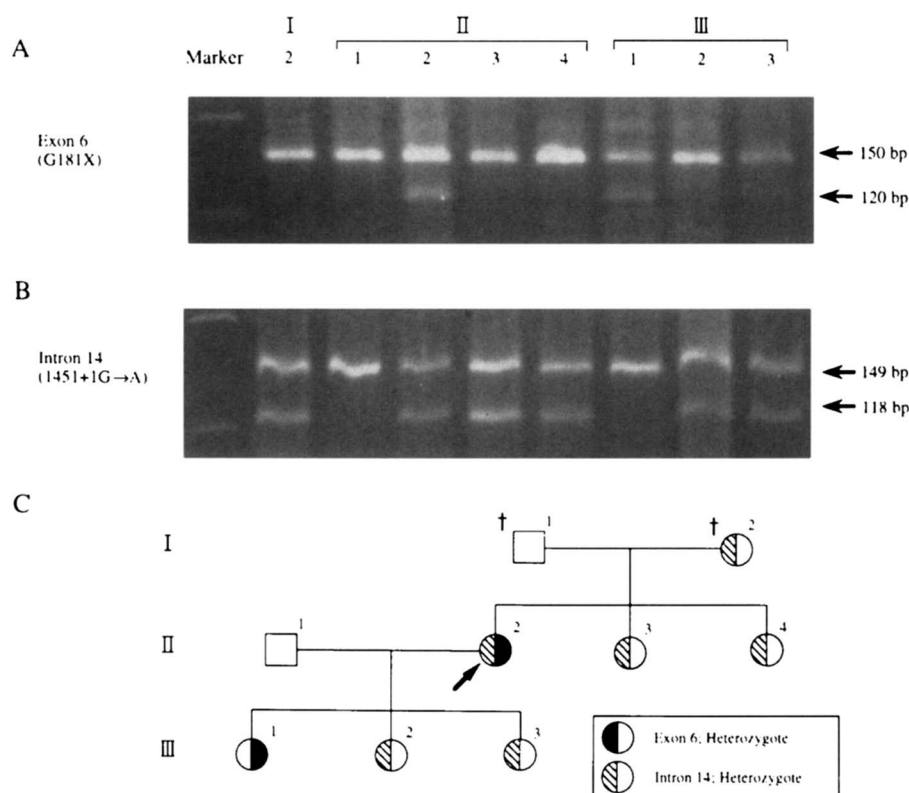 A
I II III
Marker 2 1 2 3 4 1 2 3
Exon 6
(G181X)
150 bp
120 bp
B
Intron 14
(1451+1G→A)
149 bp
118 bp
C
I
† 1
† 2
II
1
2
3
4
III
1
2
3
Exon 6; Heterozygote
Intron 14; Heterozygote